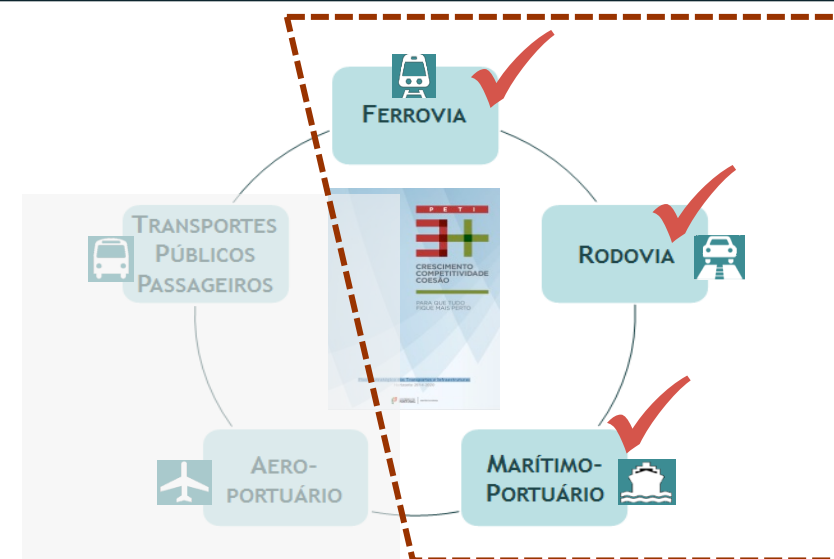 FERROVIA
TRANSPORTES
PÚBLICOS
PASSAGEIROS
PETI
3+
CRESCIMENTO
COMPETITIVIDADE
COESÃO
PARA QUE TUDO
FIQUE MAIS PERTO
RODOVIA
AERO-
PORTUÁRIO
MARÍTIMO-
PORTUÁRIO